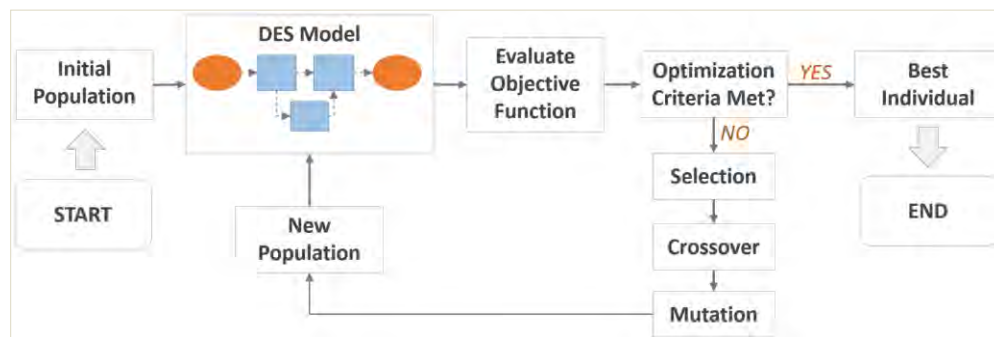 DES Model
Initial
Population
Evaluate
Objective
Function
Optimization
Criteria Met?
YES
Best
Individual
NO
START
New
Population
Selection
END
Crossover
Mutation